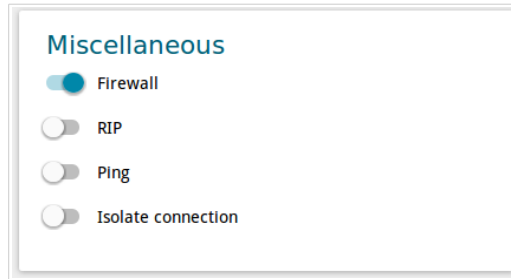 Miscellaneous
Firewall
RIP
Ping
Isolate connection